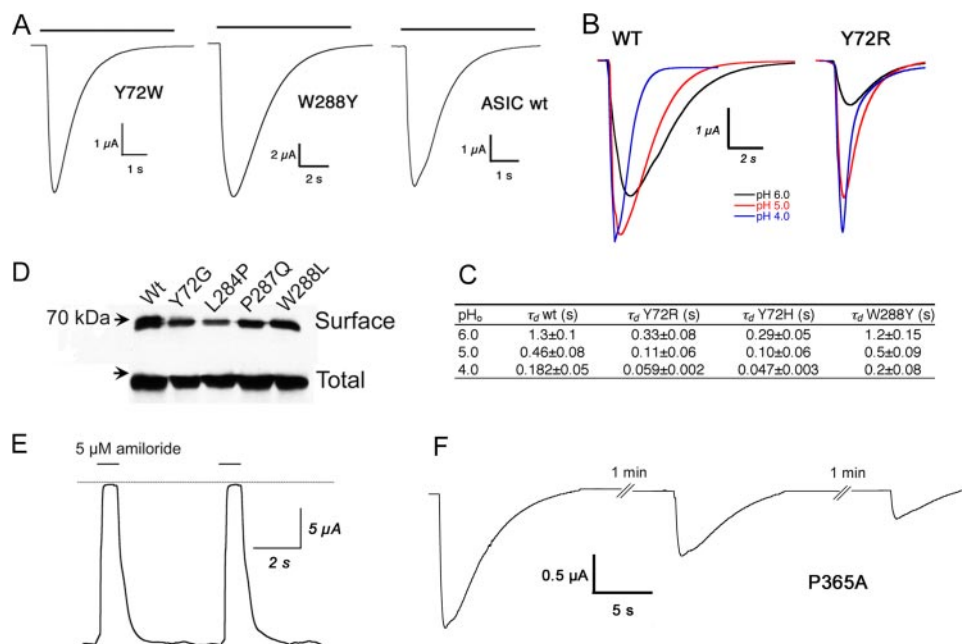 A
Y72W
1 µA
1 s
W288Y
2 µA
2 s
ASIC wt
1 µA
1 s
B
WT
Y72R
1 µA
2 s
pH 6.0
pH 5.0
pH 4.0
D
Wt Y72G L284P P287Q W288L
70 kDa
Surface
Total
C
pHo τd wt (s) τd Y72R (s) τd Y72H (s) τd W288Y (s)
6.0 1.3±0.1 0.33±0.08 0.29±0.05 1.2±0.15
5.0 0.46±0.08 0.11±0.06 0.10±0.06 0.5±0.09
4.0 0.182±0.05 0.059±0.002 0.047±0.003 0.2±0.08
E
5 µM amiloride
5 µA
2 s
F
1 min
1 min
0.5 µA
5 s
P365A